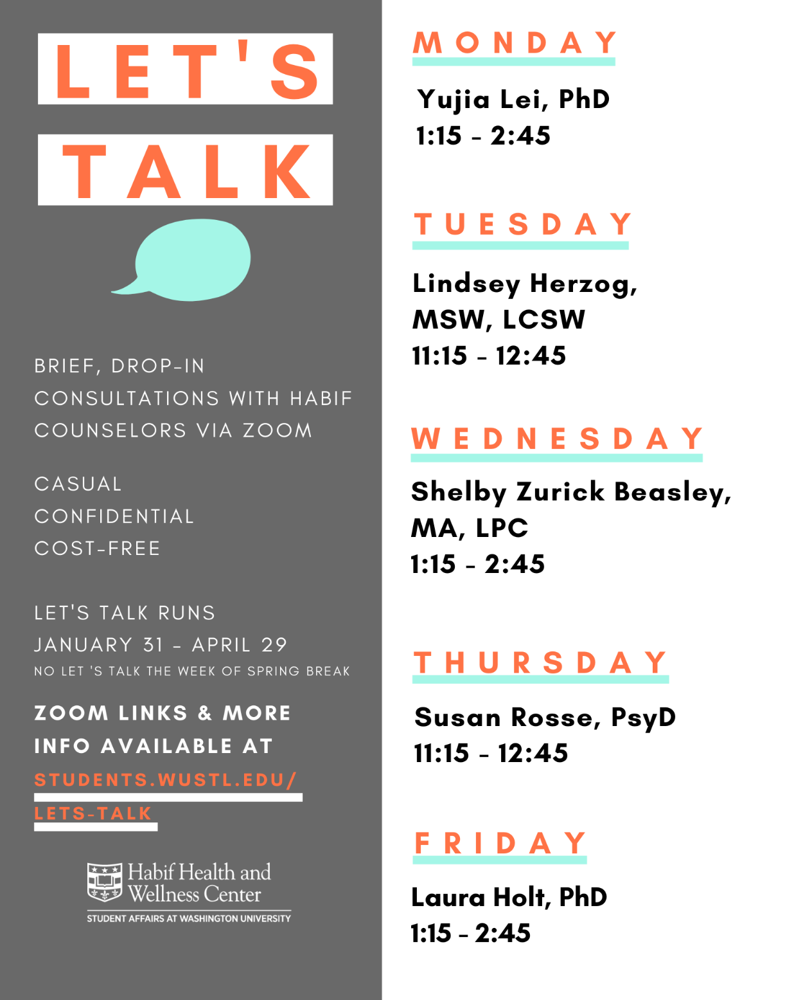 LET'S
TALK
BRIEF, DROP-IN
CONSULTATIONS WITH HABIF
COUNSELORS VIA ZOOM
CASUAL
CONFIDENTIAL
COST-FREE
LET'S TALK RUNS
JANUARY 31 - APRIL 29
NO LET 'S TALK THE WEEK OF SPRING BREAK
ZOOM LINKS & MORE
INFO AVAILABLE AT
STUDENTS.WUSTL.EDU/
LETS-TALK
Habif Health and
Wellness Center
STUDENT AFFAIRS AT WASHINGTON UNIVERSITY
MONDAY
Yujia Lei, PhD
1:15 - 2:45
TUESDAY
Lindsey Herzog,
MSW, LCSW
11:15 - 12:45
WEDNESDAY
Shelby Zurick Beasley,
MA, LPC
1:15 - 2:45
THURSDAY
Susan Rosse, PsyD
11:15 - 12:45
FRIDAY
Laura Holt, PhD
1:15 - 2:45